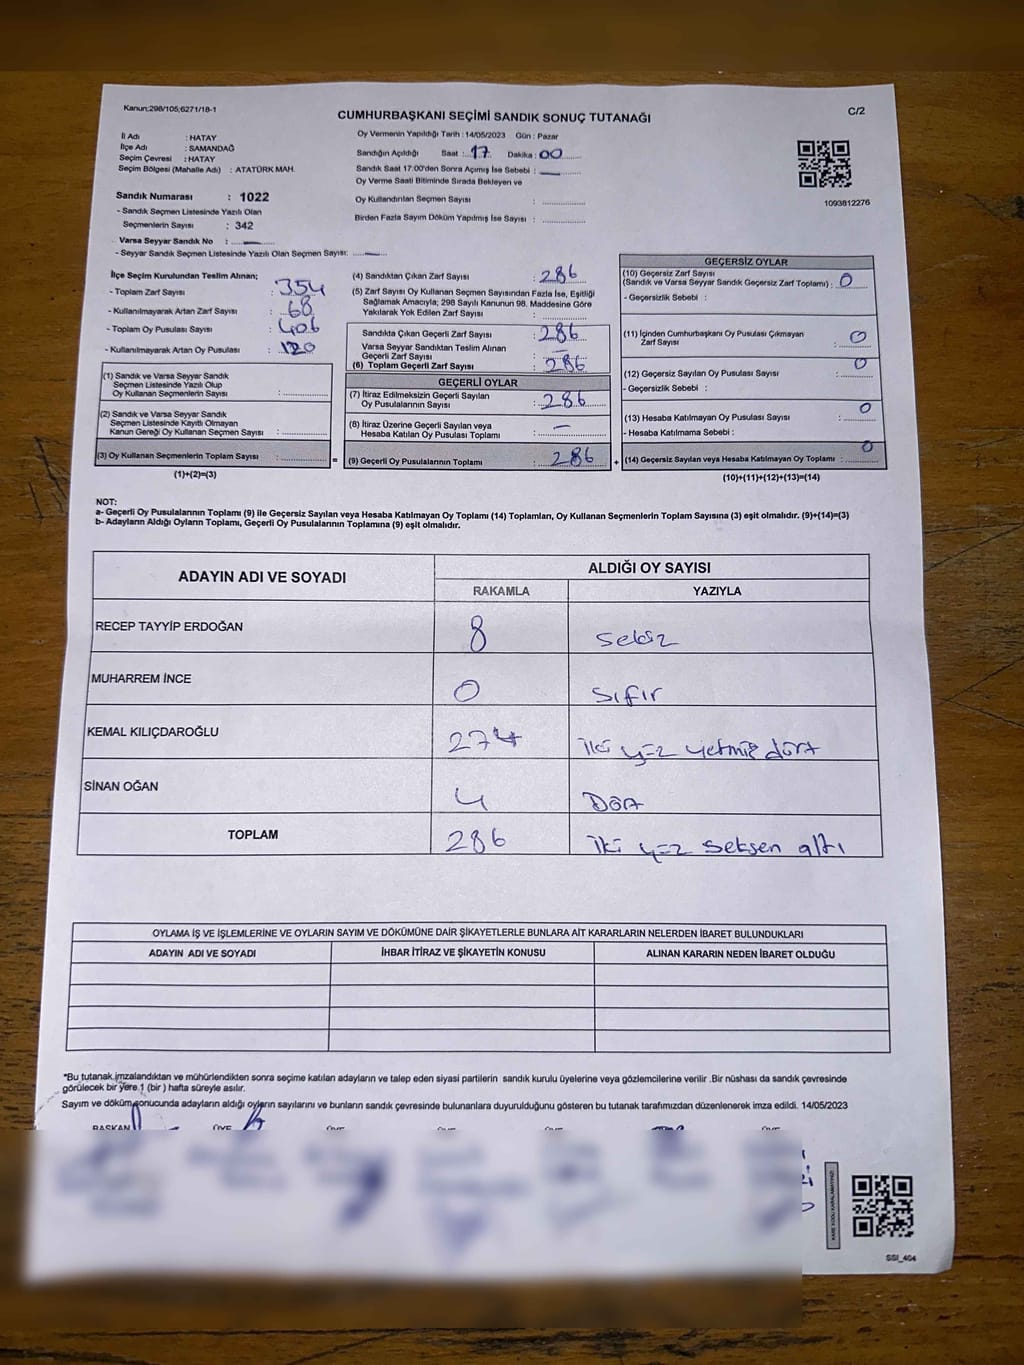 Kanun:298/105;6271/18-1
CUMHURBAŞKANI SEÇİMİ SANDIK SONUÇ TUTANAĞI
C/2
İl Adı : HATAY
İlçe Adı : SAMANDAĞ
Seçim Çevresi : HATAY
Seçim Bölgesi (Mahalle Adı) : ATATÜRK MAH.
Oy Vermenin Yapıldığı Tarih : 14/05/2023 Gün : Pazar
Sandığın Açıldığı Saat : 17 Dakika : 00
Sandık Saat 17:00'den Sonra Açımış İse Sebebi :
Oy Verme Saati Bitiminde Sırada Bekleyen ve
Oy Kullandırılan Seçmen Sayısı :
Birden Fazla Sayım Döküm Yapılmış İse Sayısı :
1093812276
Sandık Numarası : 1022
- Sandık Seçmen Listesinde Yazılı Olan
Seçmenlerin Sayısı : 342
Varsa Seyyar Sandık No :
- Seyyar Sandık Seçmen Listesinde Yazılı Olan Seçmen Sayısı:
İlçe Seçim Kurulundan Teslim Alınan;
- Toplam Zarf Sayısı : 354
- Kullanılmayarak Artan Zarf Sayısı : 68
- Toplam Oy Pusulası Sayısı : 406
- Kullanılmayarak Artan Oy Pusulası : 120
(1) Sandık ve Varsa Seyyar Sandık
Seçmen Listesinde Yazılı Olup
Oy Kullanan Seçmenlerin Sayısı :
(2) Sandık ve Varsa Seyyar Sandık
Seçmen Listesinde Kayıtlı Olmayan
Kanun Gereği Oy Kullanan Seçmen Sayısı :
(3) Oy Kullanan Seçmenlerin Toplam Sayısı :
(1)+(2)=(3)
(4) Sandıktan Çıkan Zarf Sayısı : 286
(5) Zarf Sayısı Oy Kullanan Seçmen Sayısından Fazla İse, Eşitliği
Sağlamak Amacıyla; 298 Sayılı Kanunun 98. Maddesine Göre
Yakılarak Yok Edilen Zarf Sayısı :
Sandıkta Çıkan Geçerli Zarf Sayısı : 286
Varsa Seyyar Sandıktan Teslim Alınan
Geçerli Zarf Sayısı :
(6) Toplam Geçerli Zarf Sayısı : 286
GEÇERLİ OYLAR
(7) İtiraz Edilmeksizin Geçerli Sayılan
Oy Pusulalarının Sayısı : 286
(8) İtiraz Üzerine Geçerli Sayılan veya
Hesaba Katılan Oy Pusulası Toplamı :
(9) Geçerli Oy Pusulalarının Toplamı : 286
GEÇERSİZ OYLAR
(10) Geçersiz Zarf Sayısı
(Sandık ve Varsa Seyyar Sandık Geçersiz Zarf Toplamı) : 0
- Geçersizlik Sebebi :
(11) İçinden Cumhurbaşkanı Oy Pusulası Çıkmayan
Zarf Sayısı : 0
(12) Geçersiz Sayılan Oy Pusulası Sayısı : 0
- Geçersizlik Sebebi :
(13) Hesaba Katılmayan Oy Pusulası Sayısı : 0
- Hesaba Katılmama Sebebi :
(14) Geçersiz Sayılan veya Hesaba Katılmayan Oy Toplamı : 0
(10)+(11)+(12)+(13)=(14)
NOT:
a- Geçerli Oy Pusulalarının Toplamı (9) ile Geçersiz Sayılan veya Hesaba Katılmayan Oy Toplamı (14) Toplamları, Oy Kullanan Seçmenlerin Toplam Sayısına (3) eşit olmalıdır. (9)+(14)=(3)
b- Adayların Aldığı Oyların Toplamı, Geçerli Oy Pusulalarının Toplamına (9) eşit olmalıdır.
ADAYIN ADI VE SOYADI
ALDIĞI OY SAYISI
RAKAMLA YAZIYLA
RECEP TAYYİP ERDOĞAN 8 sekiz
MUHARREM İNCE 0 sıfır
KEMAL KILIÇDAROĞLU 274 iki yüz yetmiş dört
SİNAN OĞAN 4 Dört
TOPLAM 286 iki yüz seksen altı
OYLAMA İŞ VE İŞLEMLERİNE VE OYLARIN SAYIM VE DÖKÜMÜNE DAİR ŞİKAYETLERLE BUNLARA AİT KARARLARIN NELERDEN İBARET BULUNDUKLARI
ADAYIN ADI VE SOYADI İHBAR İTİRAZ VE ŞİKAYETİN KONUSU ALINAN KARARIN NEDEN İBARET OLDUĞU
*Bu tutanak imzalandıktan ve mühürlendikten sonra seçime katılan adayların ve talep eden siyasi partilerin sandık kurulu üyelerine veya gözlemcilerine verilir .Bir nüshası da sandık çevresinde
görülecek bir yere 1 (bir) hafta süreyle asılır.
Sayım ve döküm sonucunda adayların aldığı oyların sayılarını ve bunların sandık çevresinde bulunanlara duyurulduğunu gösteren bu tutanak tarafımızdan düzenlenerek imza edildi. 14/05/2023
BAŞKAN ÜYE
SSI_404